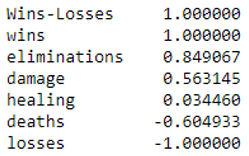 Wins-Losses 1.000000
wins 1.000000
eliminations 0.849067
damage 0.563145
healing 0.034460
deaths -0.604933
losses -1.000000